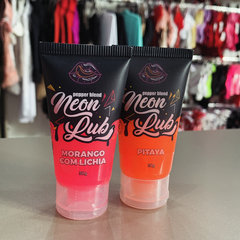 pepper blend
Neon
Lub
MORANGO
COM LICHIA
pepper blend
Neon
Lub
PITAYA